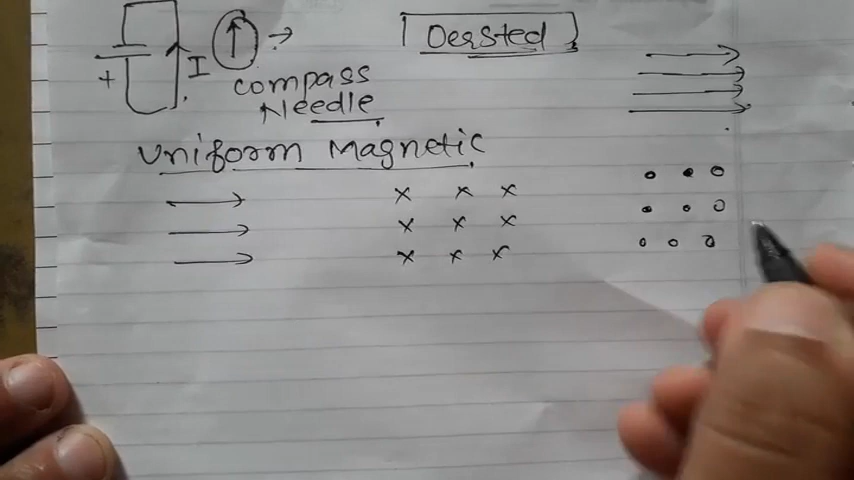 Oersted
+ I
compass
Needle
Uniform Magnetic
x x x
x x x
x x x